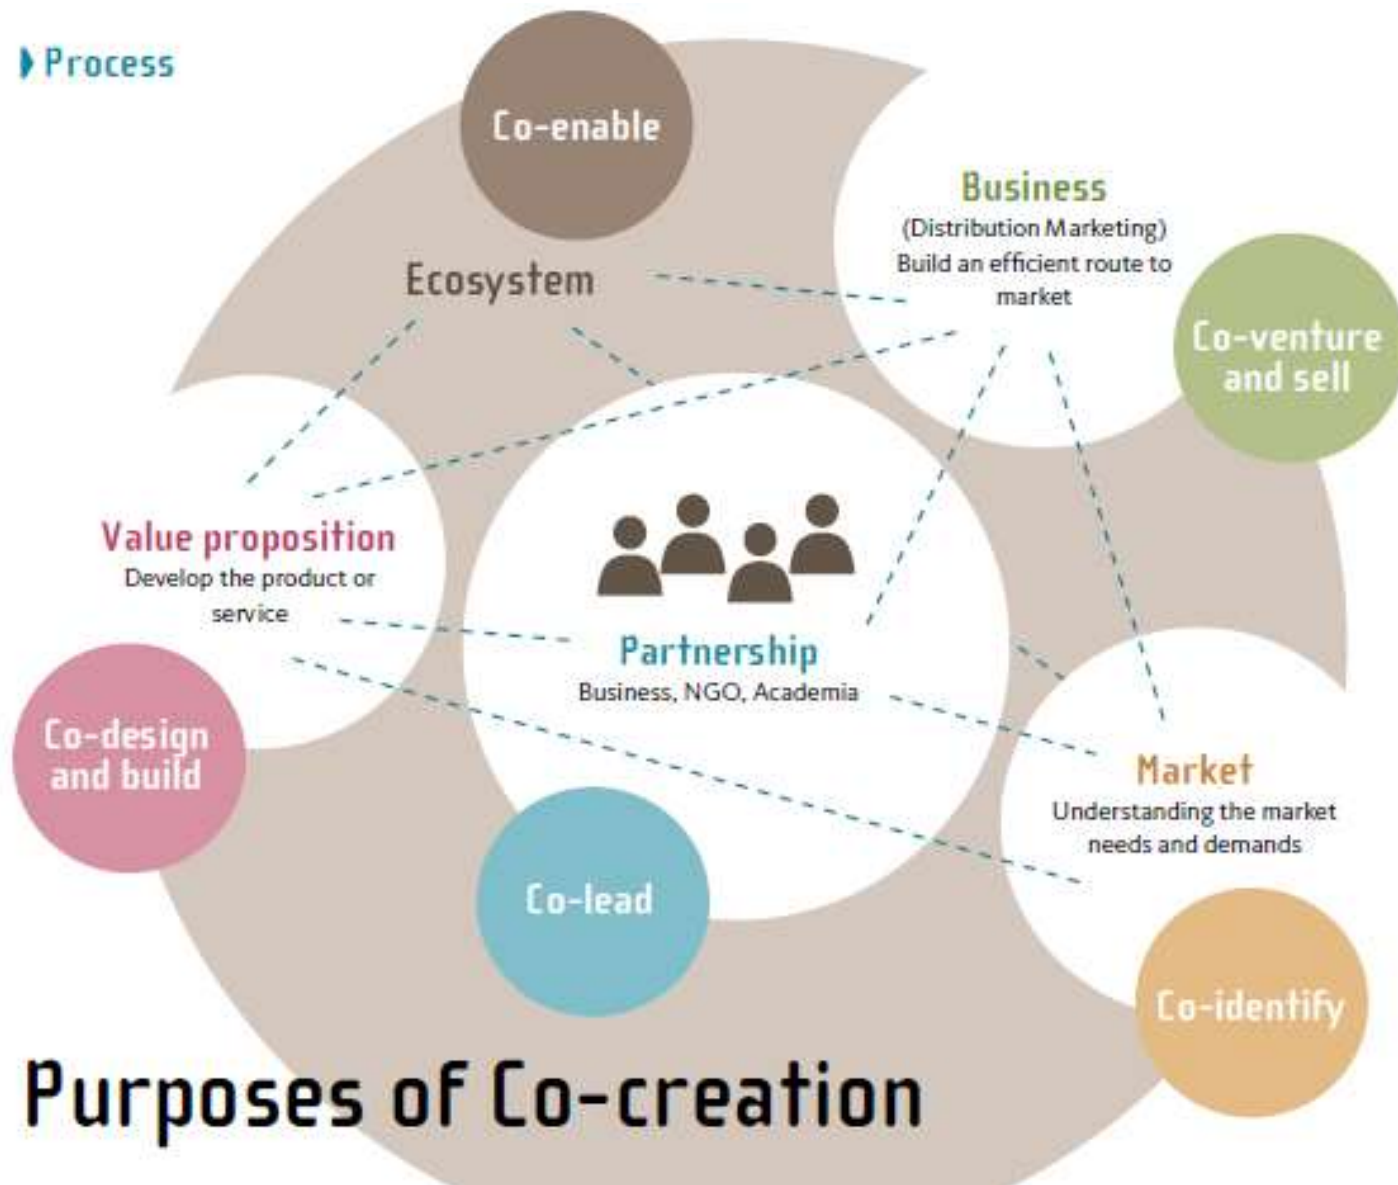 Process
Co-enable
Ecosystem
Business
(Distribution Marketing)
Build an efficient route to
market
Co-venture
and sell
Value proposition
Develop the product or
service
Co-design
and build
Partnership
Business, NGO, Academia
Co-lead
Market
Understanding the market
needs and demands
Co-identify
Purposes of Co-creation